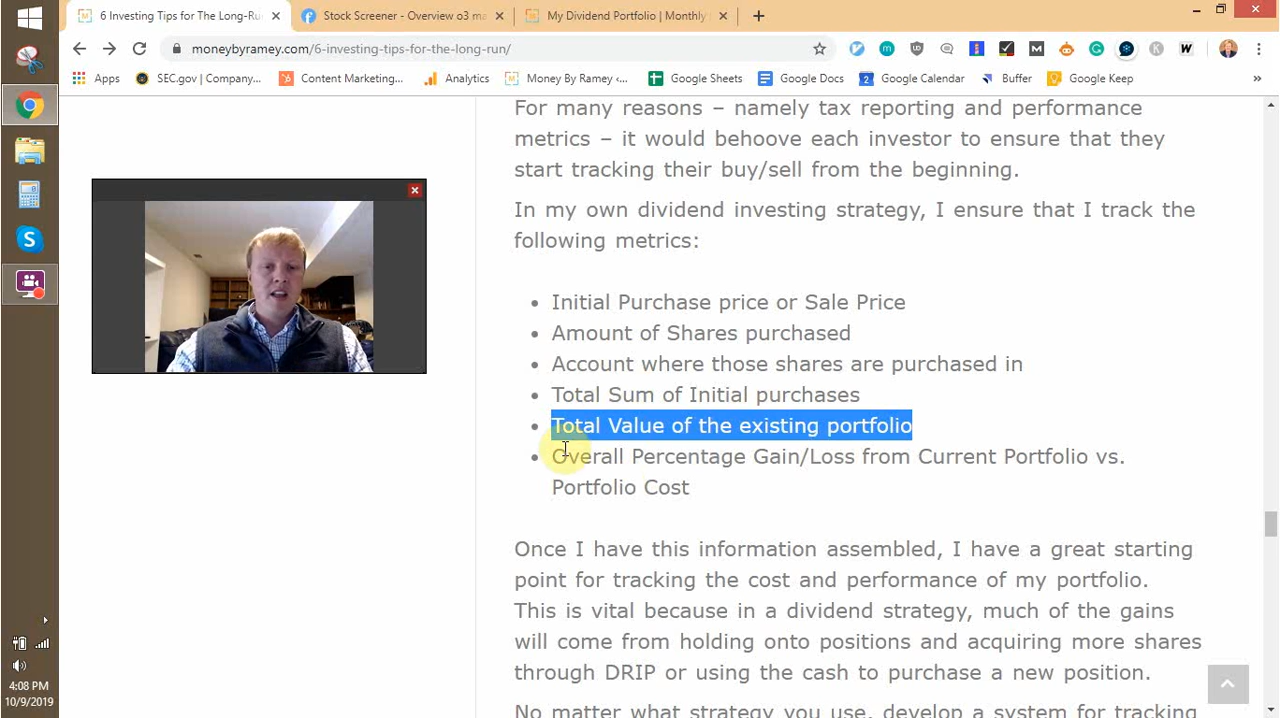 6 Investing Tips for The Long-Ru
Stock Screener - Overview o3 ma
My Dividend Portfolio | Monthly
moneybyramey.com/6-investing-tips-for-the-long-run/
Apps
SEC.gov | Company...
Content Marketing...
Analytics
Money By Ramey <...
Google Sheets
Google Docs
Google Calendar
Buffer
Google Keep
For many reasons – namely tax reporting and performance
metrics – it would behoove each investor to ensure that they
start tracking their buy/sell from the beginning.
In my own dividend investing strategy, I ensure that I track the
following metrics:
• Initial Purchase price or Sale Price
• Amount of Shares purchased
• Account where those shares are purchased in
• Total Sum of Initial purchases
• Total Value of the existing portfolio
• Overall Percentage Gain/Loss from Current Portfolio vs.
Portfolio Cost
Once I have this information assembled, I have a great starting
point for tracking the cost and performance of my portfolio.
This is vital because in a dividend strategy, much of the gains
will come from holding onto positions and acquiring more shares
through DRIP or using the cash to purchase a new position.
No matter what strategy you use, develop a system for tracking
4:08 PM
10/9/2019